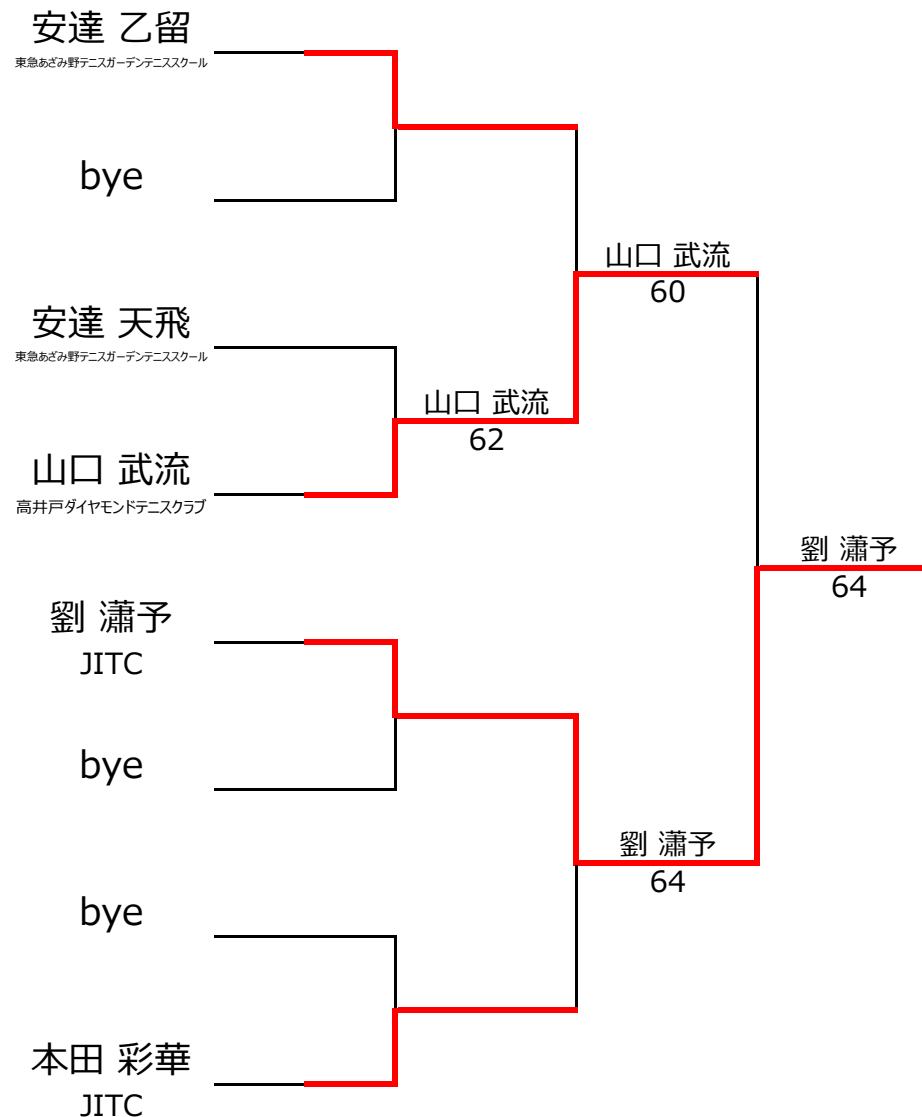 安達 乙留
東急あざみ野テニスガーデンテニススクール
bye
安達 天飛
東急あざみ野テニスガーデンテニススクール
山口 武流
高井戸ダイヤモンドテニスクラブ
劉 瀟予
JITC
bye
bye
本田 彩華
JITC
山口 武流
62
山口 武流
60
劉 瀟予
64
劉 瀟予
64